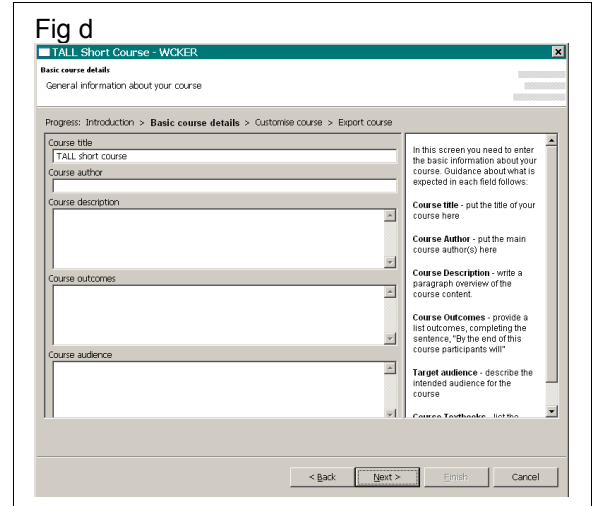 Fig d
TALL Short Course - WCKER
Basic course details
General information about your course
Progress: Introduction > Basic course details > Customise course > Export course
Course title
TALL short course
Course author
Course description
Course outcomes
Course audience
In this screen you need to enter
the basic information about your
course. Guidance about what is
expected in each field follows:
Course title - put the title of your
course here
Course Author - put the main
course author(s) here
Course Description - write a
paragraph overview of the
course content.
Course Outcomes - provide a
list outcomes, completing the
sentence, "By the end of this
course participants will"
Target audience - describe the
intended audience for the
course
Course Textbooks - list the
< Back
Next >
Finish
Cancel